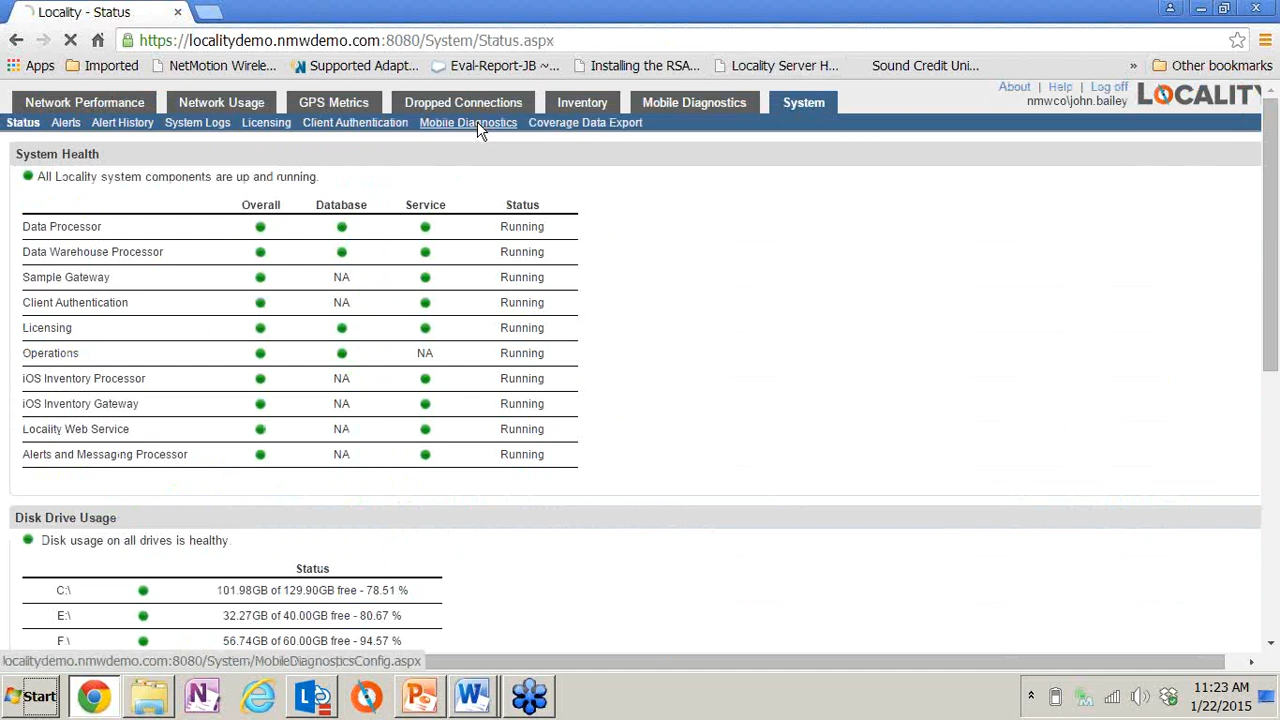 Locality - Status
https://localitydemo.nmwdemo.com:8080/System/Status.aspx
Apps Imported NetMotion Wirele... Supported Adapt... Eval-Report-JB ~... Installing the RSA... Locality Server H... Sound Credit Uni... » Other bookmarks
Network Performance Network Usage GPS Metrics Dropped Connections Inventory Mobile Diagnostics System
About | Help | Log off
nmwco\john.bailey
LOCALITY
Status Alerts Alert History System Logs Licensing Client Authentication Mobile Diagnostics Coverage Data Export
System Health
All Locality system components are up and running.
Overall Database Service Status
Data Processor Running
Data Warehouse Processor Running
Sample Gateway NA Running
Client Authentication NA Running
Licensing Running
Operations NA Running
iOS Inventory Processor NA Running
iOS Inventory Gateway NA Running
Locality Web Service NA Running
Alerts and Messaging Processor NA Running
Disk Drive Usage
Disk usage on all drives is healthy.
Status
C:\ 101.98GB of 129.90GB free - 78.51 %
E:\ 32.27GB of 40.00GB free - 80.67 %
F:\ 56.74GB of 60.00GB free - 94.57 %
localitydemo.nmwdemo.com:8080/System/MobileDiagnosticsConfig.aspx
Start
11:23 AM
1/22/2015